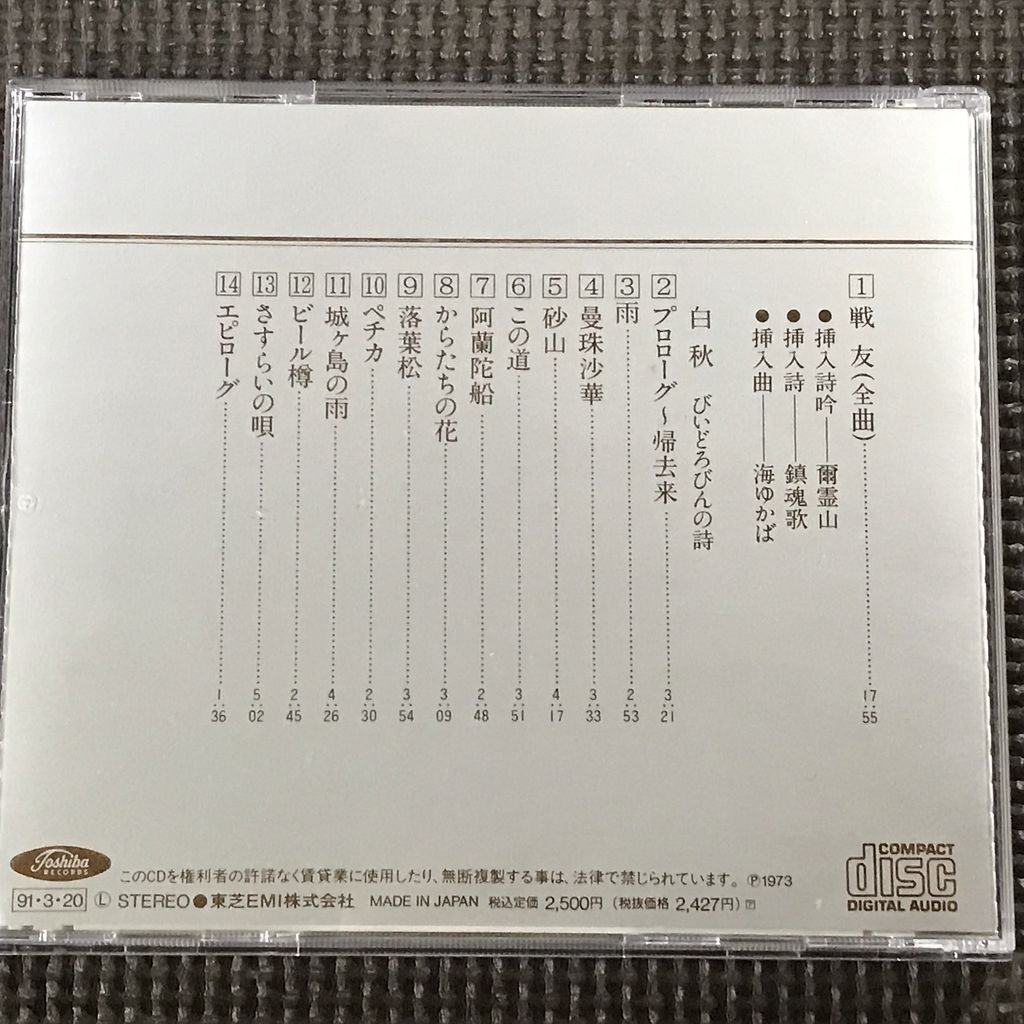 1 戦友(全曲)……17:55
●挿入詩吟——爾霊山
●挿入詩——鎮魂歌
●挿入曲——海ゆかば
白秋 びいどろびんの詩
2 プロローグ〜帰去来……3:21
3 雨……2:53
4 曼珠沙華……3:33
5 砂山……4:17
6 この道……3:51
7 阿蘭陀船……2:48
8 からたちの花……3:09
9 落葉松……3:54
10 ペチカ……2:30
11 城ヶ島の雨……4:26
12 ビール樽……2:45
13 さすらいの唄……5:02
14 エピローグ……1:36
Toshiba
RECORDS
このCDを権利者の許諾なく賃貸業に使用したり、無断複製する事は、法律で禁じられています。 ℗1973
91・3・20 Ⓛ STEREO●東芝EMI株式会社 MADE IN JAPAN 税込定価 2,500円 (税抜価格 2,427円)
COMPACT
disc
DIGITAL AUDIO